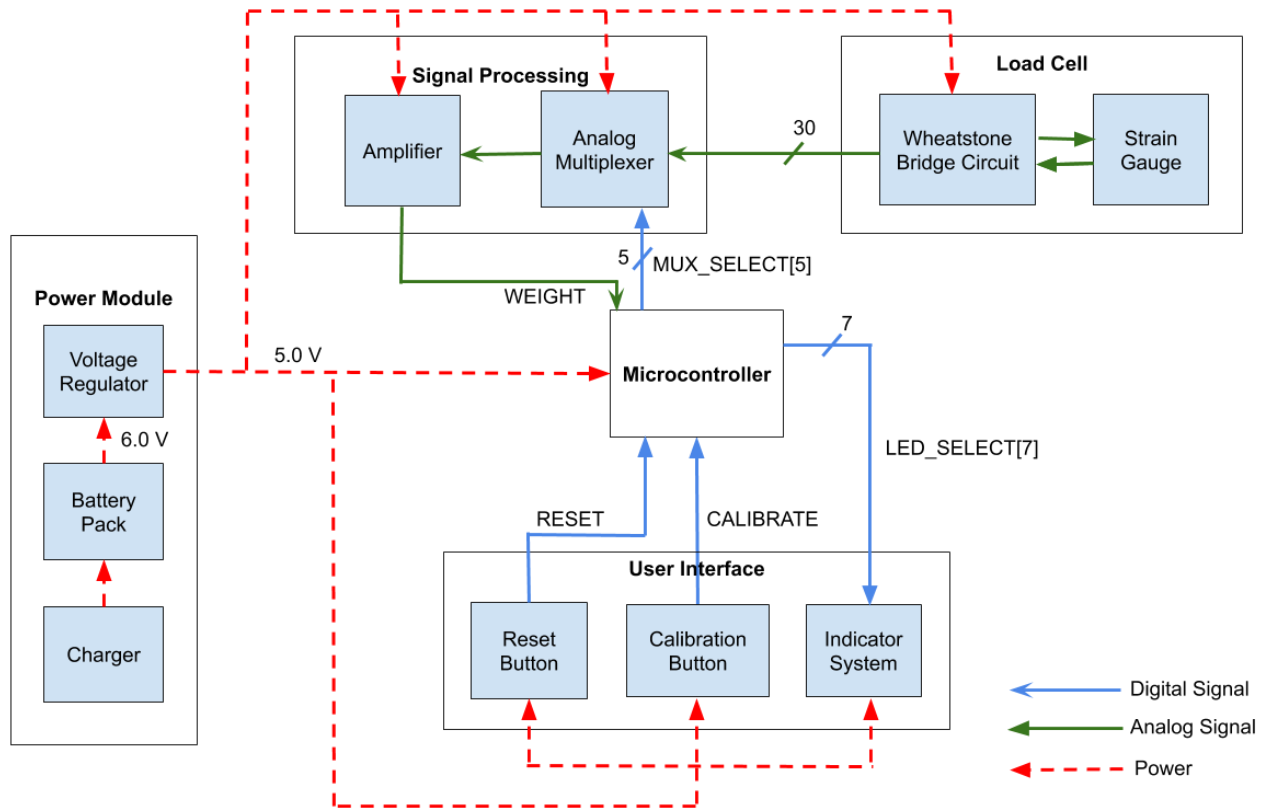 Signal Processing
Amplifier
Analog
Multiplexer
30
Load Cell
Wheatstone
Bridge Circuit
Strain
Gauge
5
MUX_SELECT[5]
WEIGHT
Power Module
Voltage
Regulator
5.0 V
6.0 V
Battery
Pack
Charger
Microcontroller
7
LED_SELECT[7]
RESET
CALIBRATE
User Interface
Reset
Button
Calibration
Button
Indicator
System
Digital Signal
Analog Signal
Power